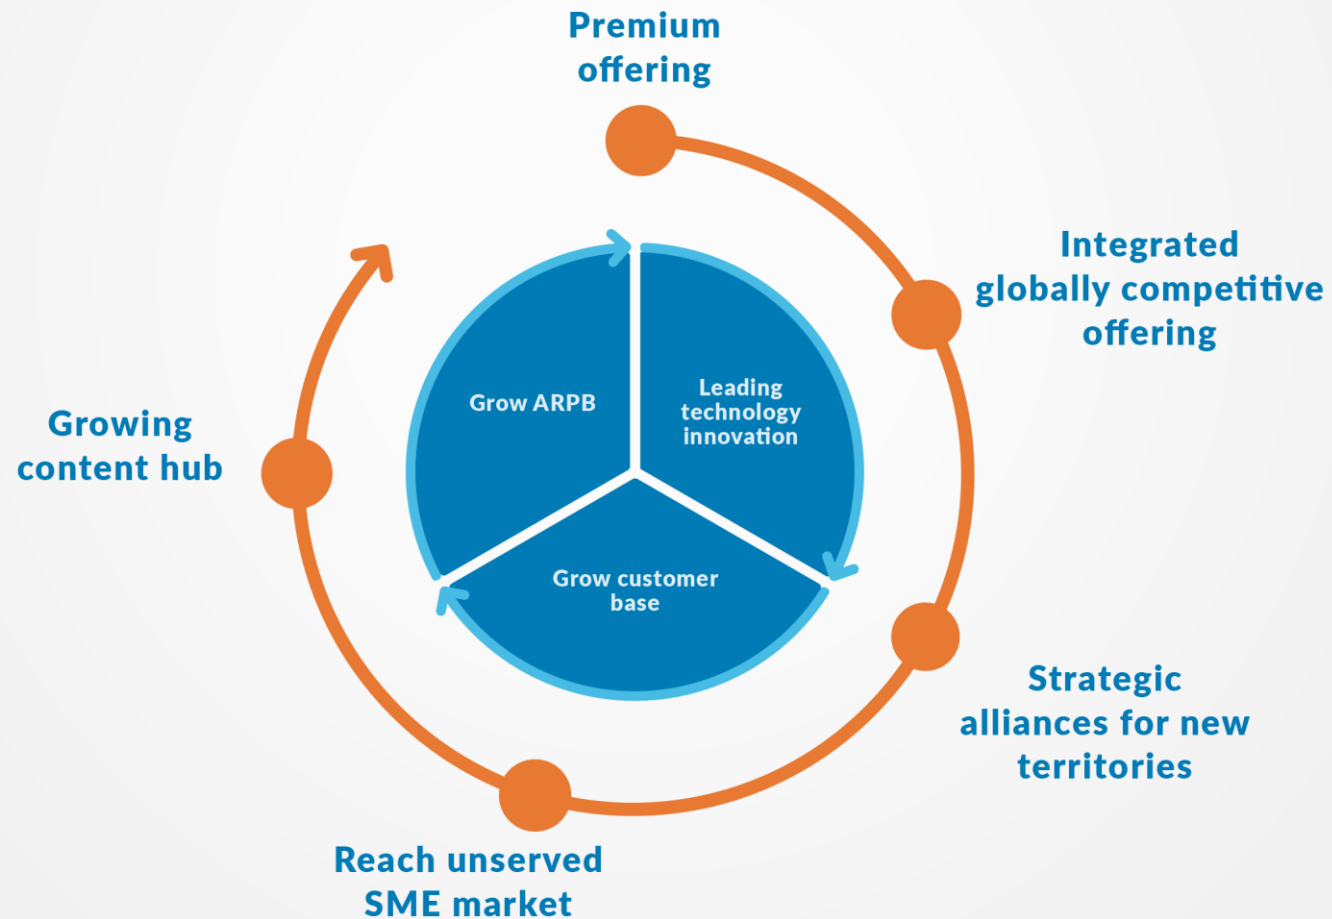 Premium
offering
Integrated
globally competitive
offering
Strategic
alliances for new
territories
Reach unserved
SME market
Growing
content hub
Grow ARPB
Leading
technology
innovation
Grow customer
base